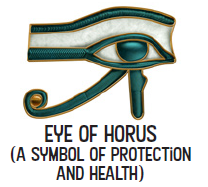 EYE OF HORUS
(A SYMBOL OF PROTECTION
AND HEALTH)